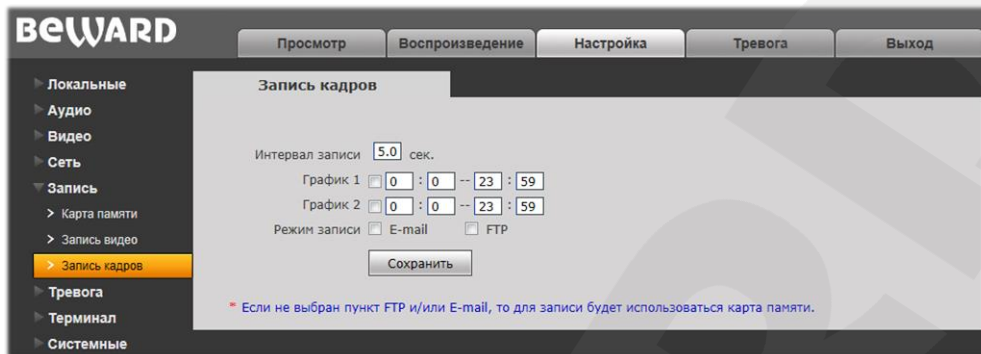 BEWARD
Просмотр Воспроизведение Настройка Тревога Выход
Локальные
Аудио
Видео
Сеть
Запись
> Карта памяти
> Запись видео
> Запись кадров
Тревога
Терминал
Системные
Запись кадров
Интервал записи 5.0 сек.
График 1 0 : 0 -- 23 : 59
График 2 0 : 0 -- 23 : 59
Режим записи E-mail FTP
Сохранить
* Если не выбран пункт FTP и/или E-mail, то для записи будет использоваться карта памяти.